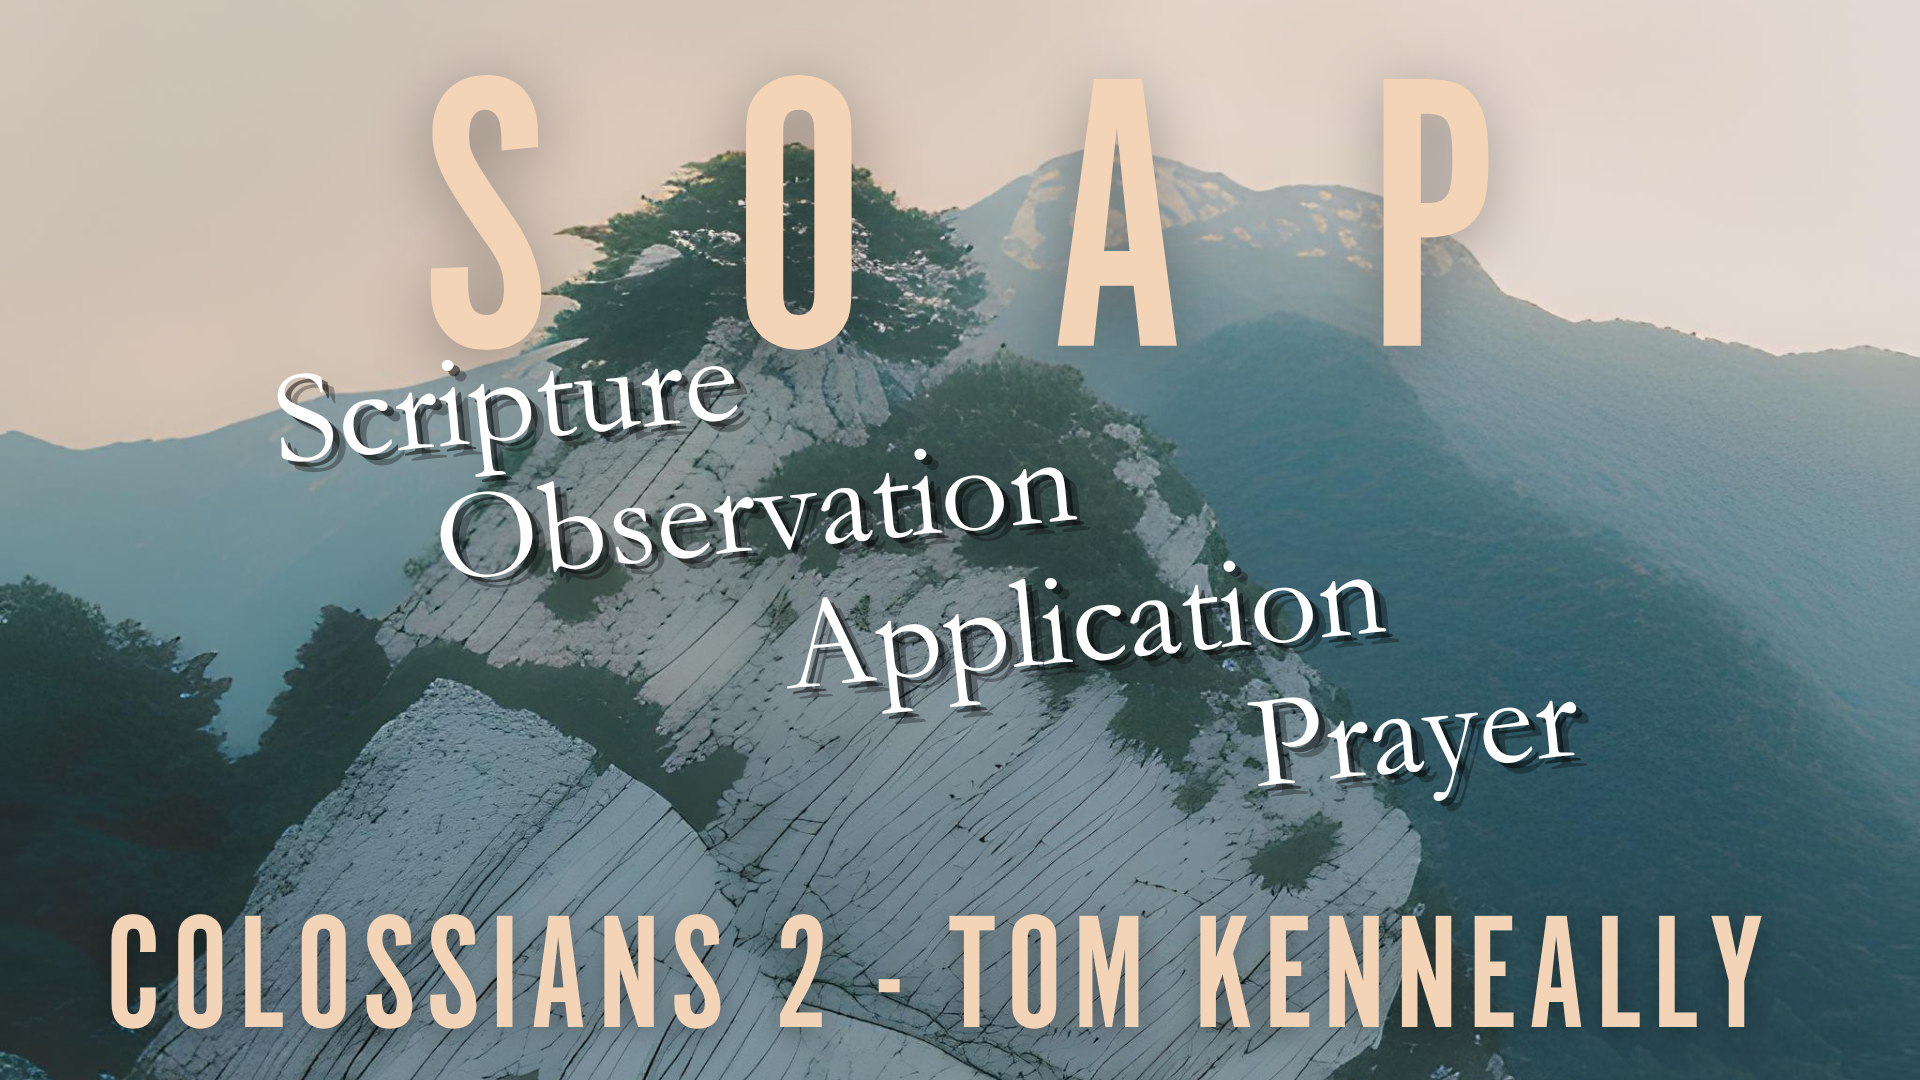 SOAP
Scripture
Observation
Application
Prayer
COLOSSIANS 2 - TOM KENNEALLY